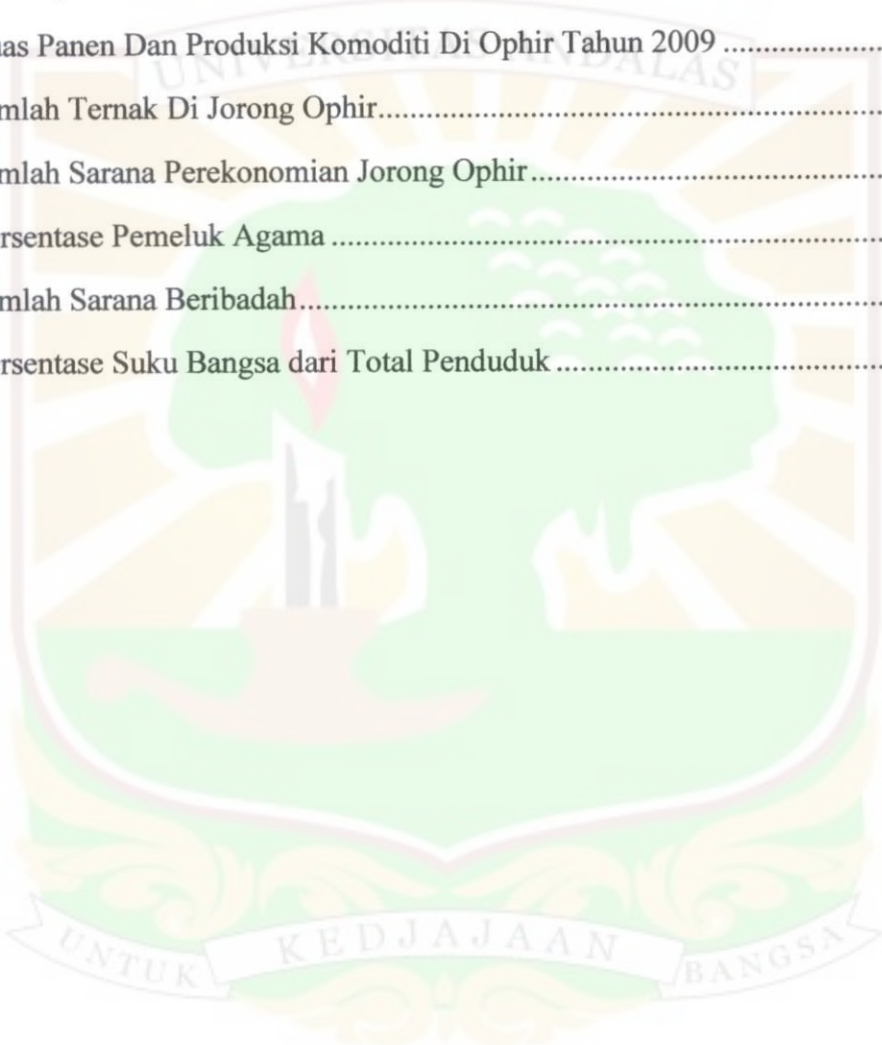 as Panen Dan Produksi Komoditi Di Ophir Tahun 2009 ....................
UNIVERSITAS ANDALAS
mlah Ternak Di Jorong Ophir............................................................
mlah Sarana Perekonomian Jorong Ophir..........................................
rsentase Pemeluk Agama ..................................................................
mlah Sarana Beribadah.....................................................................
rsentase Suku Bangsa dari Total Penduduk .......................................
UNTUK KEDJAJAAN BANGSA